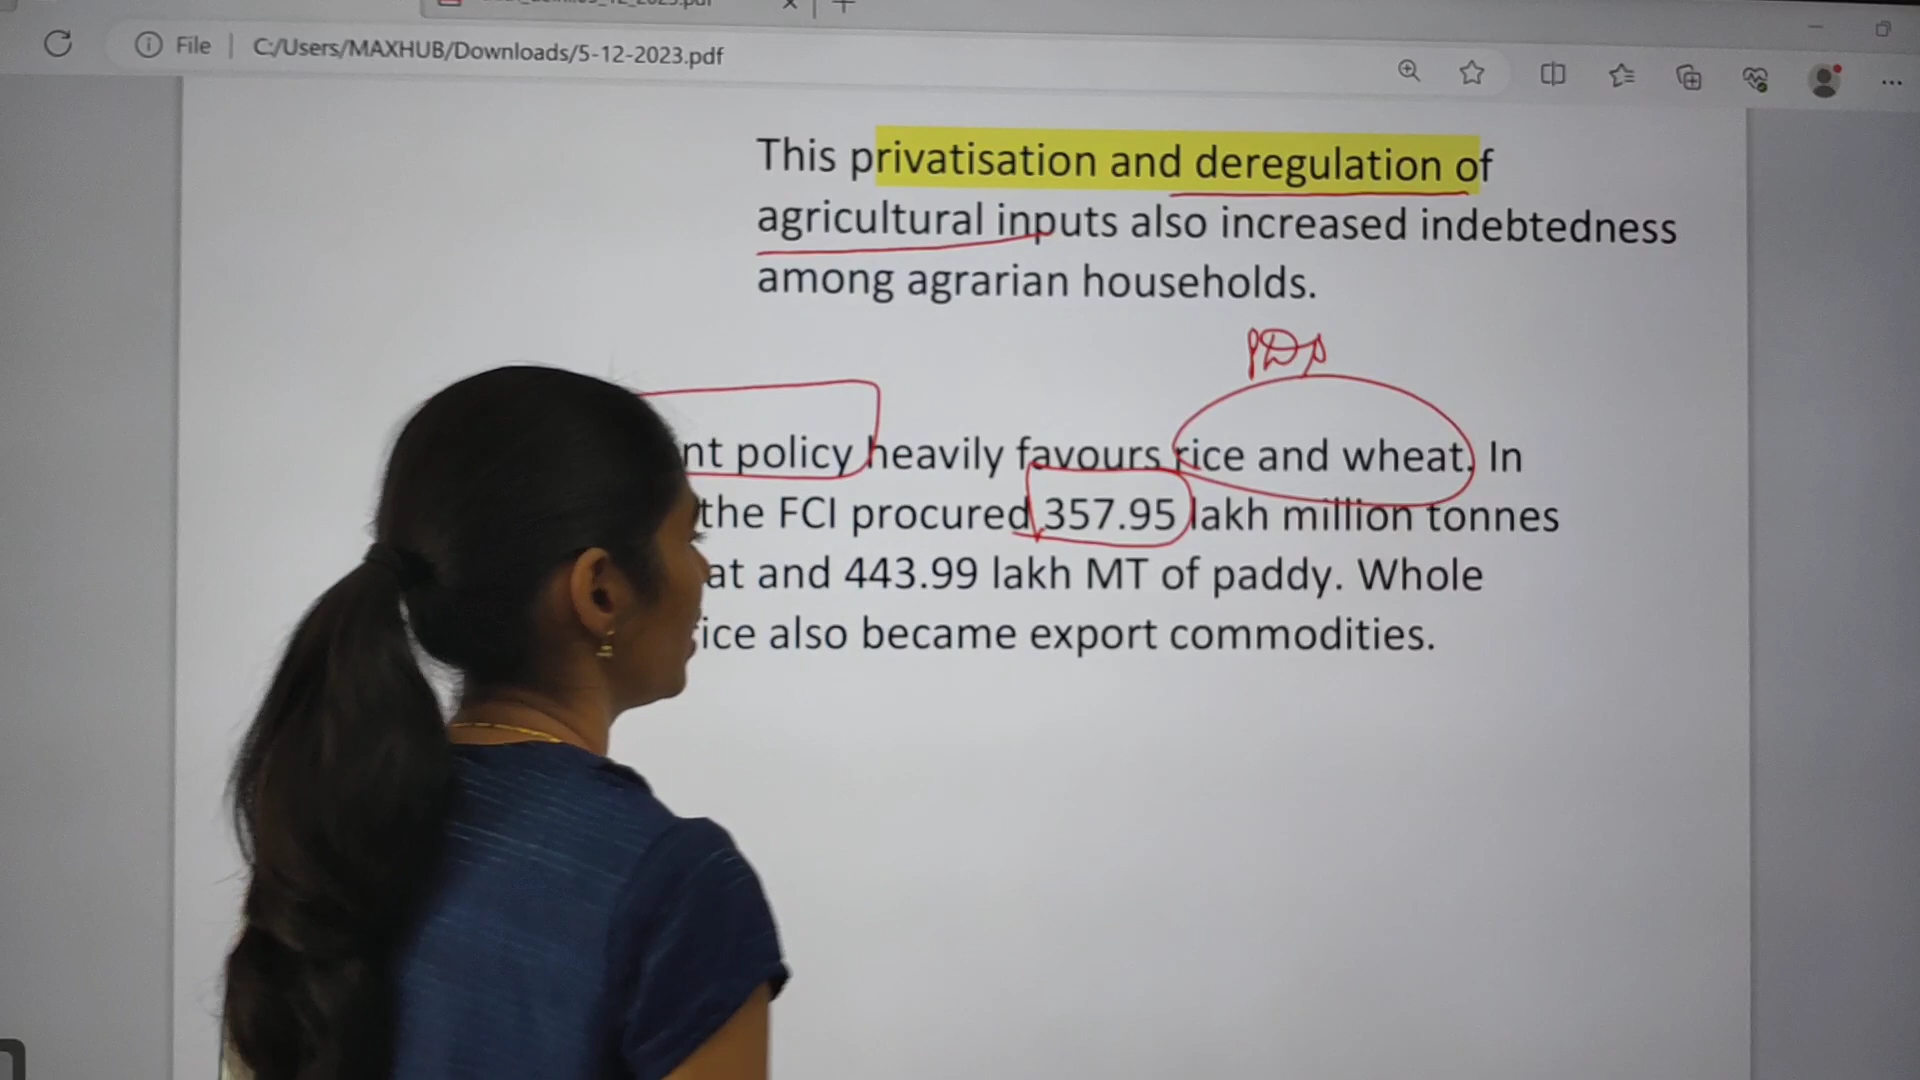 File | C:/Users/MAXHUB/Downloads/5-12-2023.pdf
This privatisation and deregulation of
agricultural inputs also increased indebtedness
among agrarian households.
PDS
nt policy heavily favours rice and wheat. In
the FCI procured 357.95 lakh million tonnes
at and 443.99 lakh MT of paddy. Whole
ice also became export commodities.